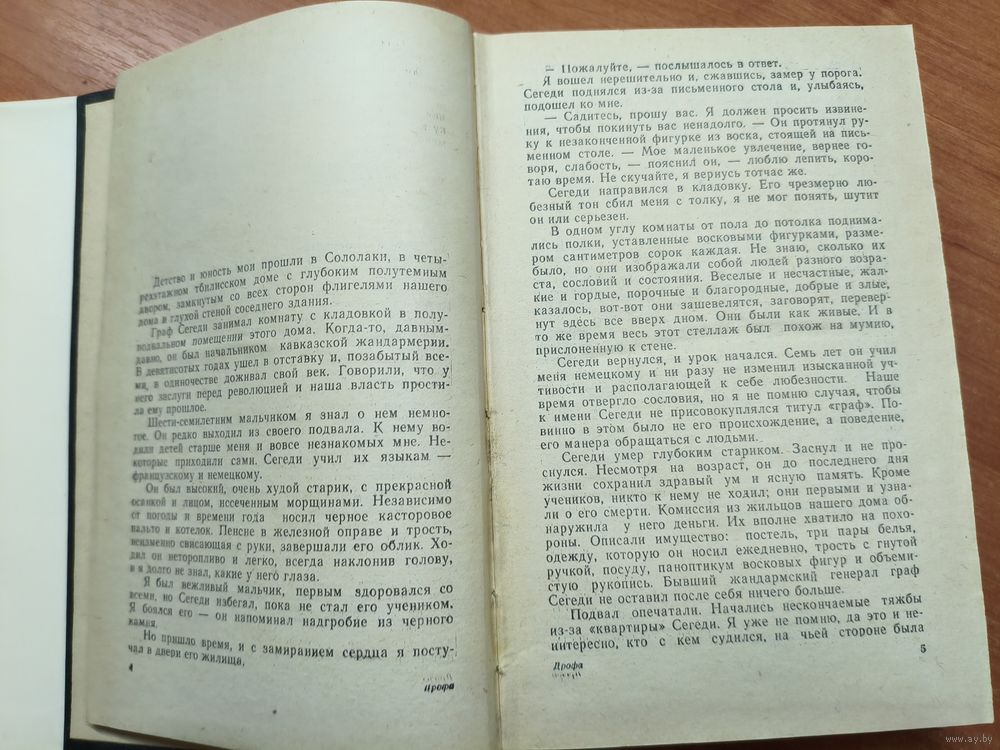 Детство и юность мои прошли в Сололаки, в четы-
рехэтажном тбилисском доме с глубоким полутемным
двором, замкнутым со всех сторон флигелями нашего
дома и глухой стеной соседнего здания.
Граф Сегеди занимал комнату с кладовкой в полу-
подвальном помещении этого дома. Когда-то, давным-
давно, он был начальником кавказской жандармерии.
В девятисотых годах ушел в отставку и, позабытый все-
ми, в одиночестве доживал свой век. Говорили, что у
него заслуги перед революцией и наша власть прости-
ла ему прошлое.
Шести-семилетним мальчиком я знал о нем немно-
гое. Он редко выходил из своего подвала. К нему во-
дили детей старше меня и вовсе незнакомых мне. Не-
которые приходили сами. Сегеди учил их языкам —
французскому и немецкому.
Он был высокий, очень худой старик, с прекрасной
осанкой и лицом, иссеченным морщинами. Независимо
от погоды и времени года носил черное касторовое
пальто и котелок. Пенсне в железной оправе и трость,
неизменно свисающая с руки, завершали его облик. Хо-
дил он неторопливо и легко, всегда наклонив голову,
и я долго не знал, какие у него глаза.
Я был вежливый мальчик, первым здоровался со
всеми, но Сегеди избегал, пока не стал его учеником.
Я боялся его — он напоминал надгробие из черного
камня.
Но пришло время, и с замиранием сердца я посту-
чал в двери его жилища.
4
Дрофа
— Пожалуйте, — послышалось в ответ.
Я вошел нерешительно и, сжавшись, замер у порога.
Сегеди поднялся из-за письменного стола и, улыбаясь,
подошел ко мне.
— Садитесь, прошу вас. Я должен просить извине-
ния, чтобы покинуть вас ненадолго. — Он протянул ру-
ку к незаконченной фигурке из воска, стоящей на пись-
менном столе. — Мое маленькое увлечение, вернее го-
воря, слабость, — пояснил он, — люблю лепить, коро-
таю время. Не скучайте, я вернусь тотчас же.
Сегеди направился в кладовку. Его чрезмерно лю-
безный тон сбил меня с толку, я не мог понять, шутит
он или серьезен.
В одном углу комнаты от пола до потолка поднима-
лись полки, уставленные восковыми фигурками, разме-
ром сантиметров сорок каждая. Не знаю, сколько их
было, но они изображали собой людей разного возра-
ста, сословий и состояния. Веселые и несчастные, жал-
кие и гордые, порочные и благородные, добрые и злые,
казалось, вот-вот они зашевелятся, заговорят, перевер-
нут здесь все вверх дном. Они были как живые. И в
то же время весь этот стеллаж был похож на мумию,
прислоненную к стене.
Сегеди вернулся, и урок начался. Семь лет он учил
меня немецкому и ни разу не изменил изысканной уч-
тивости и располагающей к себе любезности. Наше
время отвергло сословия, но я не помню случая, чтобы
к имени Сегеди не присовокуплялся титул «граф». По-
винно в этом было не его происхождение, а поведение,
его манера обращаться с людьми.
Сегеди умер глубоким стариком. Заснул и не про-
снулся. Несмотря на возраст, он до последнего дня
жизни сохранил здравый ум и ясную память. Кроме
учеников, никто к нему не ходил; они первыми и узна-
ли о его смерти. Комиссия из жильцов нашего дома об-
наружила у него деньги. Их вполне хватило на похо-
роны. Описали имущество: постель, три пары белья,
одежду, которую он носил ежедневно, трость с гнутой
ручкой, посуду, паноптикум восковых фигур и объеми-
стую рукопись. Бывший жандармский генерал граф
Сегеди не оставил после себя ничего больше.
Подвал опечатали. Начались нескончаемые тяжбы
из-за «квартиры» Сегеди. Я уже не помню, да это и не-
интересно, кто с кем судился, на чьей стороне была
5
Дрофа
www.ay.by